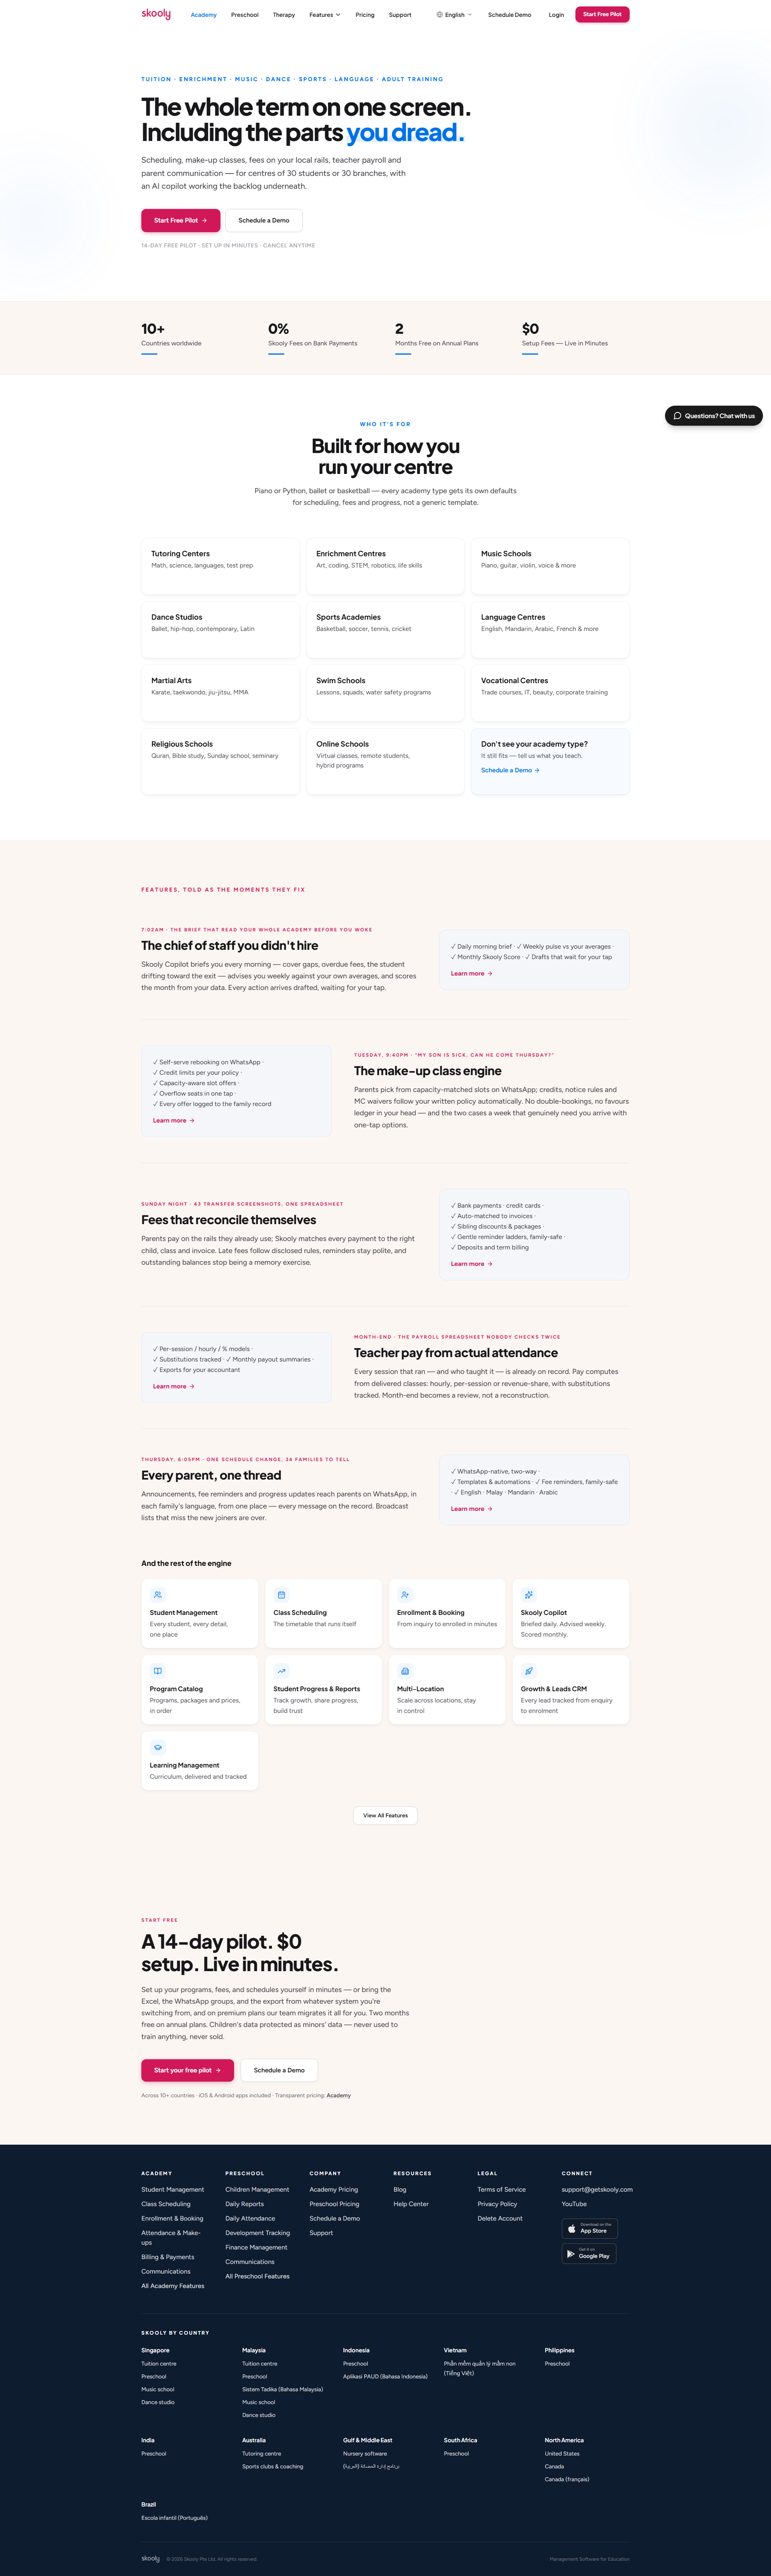 skooly
Academy
Preschool
Therapy
Features
Pricing
Support
English
Schedule Demo
Login
Start Free Pilot
TUITION · ENRICHMENT · MUSIC · DANCE · SPORTS · LANGUAGE · ADULT TRAINING
The whole term on one screen.
Including the parts you dread.
Scheduling, make-up classes, fees on your local rails, teacher payroll and
parent communication — for centres of 30 students or 30 branches, with
an AI copilot working the backlog underneath.
Start Free Pilot →
Schedule a Demo
14-DAY FREE PILOT · SET UP IN MINUTES · CANCEL ANYTIME
10+
Countries worldwide
0%
Skooly Fees on Bank Payments
2
Months Free on Annual Plans
$0
Setup Fees — Live in Minutes
Questions? Chat with us
WHO IT'S FOR
Built for how you
run your centre
Piano or Python, ballet or basketball — every academy type gets its own defaults
for scheduling, fees and progress, not a generic template.
Tutoring Centers
Math, science, languages, test prep
Enrichment Centres
Art, coding, STEM, robotics, life skills
Music Schools
Piano, guitar, violin, voice & more
Dance Studios
Ballet, hip-hop, contemporary, Latin
Sports Academies
Basketball, soccer, tennis, cricket
Language Centres
English, Mandarin, Arabic, French & more
Martial Arts
Karate, taekwondo, jiu-jitsu, MMA
Swim Schools
Lessons, squads, water safety programs
Vocational Centres
Trade courses, IT, beauty, corporate training
Religious Schools
Quran, Bible study, Sunday school, seminary
Online Schools
Virtual classes, remote students,
hybrid programs
Don't see your academy type?
It still fits — tell us what you teach.
Schedule a Demo →
FEATURES, TOLD AS THE MOMENTS THEY FIX
7:02AM · THE BRIEF THAT READ YOUR WHOLE ACADEMY BEFORE YOU WOKE
The chief of staff you didn't hire
Skooly Copilot briefs you every morning — cover gaps, overdue fees, the student
drifting toward the exit — advises you weekly against your own averages, and scores
the month with your data. Every action arrives drafted, waiting for your tap.
✓ Daily morning brief · ✓ Weekly pulse vs your averages ·
✓ Monthly Skooly Score · ✓ Drafts that wait for your tap
Learn more →
✓ Self-serve rebooking on WhatsApp ·
✓ Credit limits per your policy ·
✓ Capacity-aware slot offers ·
✓ Overflow seats in one tap ·
✓ Every offer logged to the family record
Learn more →
TUESDAY, 9:40PM · "MY SON IS SICK, CAN HE COME THURSDAY?"
The make-up class engine
Parents pick from capacity-matched slots on WhatsApp; credits, notice rules and
MC waivers follow your written policy automatically. No double-bookings, no favours
ledger in your head — and the two cases a week that genuinely need you arrive with
one-tap options.
SUNDAY NIGHT · 43 TRANSFER SCREENSHOTS, ONE SPREADSHEET
Fees that reconcile themselves
Parents pay on the rails they already use; Skooly matches every payment to the right
child, class and invoice. Late fees follow disclosed rules, reminders stay polite, and
outstanding balances stop being a memory exercise.
✓ Bank payments · credit cards ·
✓ Auto-matched to invoices ·
✓ Sibling discounts & packages ·
✓ Gentle reminder ladders, family-safe ·
✓ Deposits and term billing
Learn more →
✓ Per-session / hourly / % models ·
✓ Substitutions tracked · ✓ Monthly payout summaries ·
✓ Exports for your accountant
Learn more →
MONTH-END · THE PAYROLL SPREADSHEET NOBODY CHECKS TWICE
Teacher pay from actual attendance
Every session that ran — and who taught it — is already on record. Pay computes
from delivered classes: hourly, per-session or revenue-share, with substitutions
tracked. Month-end becomes a review, not a reconstruction.
THURSDAY, 6:05PM · ONE SCHEDULE CHANGE, 34 FAMILIES TO TELL
Every parent, one thread
Announcements, fee reminders and progress updates reach parents on WhatsApp, in
each family's language, from one place — every message on the record. Broadcast
lists that miss the new joiners are over.
✓ WhatsApp-native, two-way ·
✓ Templates & automations · ✓ Fee reminders, family-safe
· ✓ English · Malay · Mandarin · Arabic
Learn more →
And the rest of the engine
Student Management
Every student, every detail,
one place
Class Scheduling
The timetable that runs itself
Enrollment & Booking
From inquiry to enrolled in minutes
Skooly Copilot
Briefed daily. Advised weekly.
Scored monthly.
Program Catalog
Programs, packages and prices,
in order
Student Progress & Reports
Track growth, share progress,
build trust
Multi-Location
Scale across locations, stay
in control
Growth & Leads CRM
Every lead tracked from enquiry
to enrolment
Learning Management
Curriculum, delivered and tracked
View All Features
START FREE
A 14-day pilot. $0
setup. Live in minutes.
Set up your programs, fees, and schedules yourself in minutes — or bring the
Excel, the WhatsApp groups, and the export from whatever system you're
switching from, and on premium plans our team migrates it all for you. Two months
free on annual plans. Children's data protected as minors' data — never used to
train anything, never sold.
Start your free pilot →
Schedule a Demo
Across 10+ countries · iOS & Android apps included · Transparent pricing: Academy
ACADEMY
Student Management
Class Scheduling
Enrollment & Booking
Attendance & Make-
ups
Billing & Payments
Communications
All Academy Features
PRESCHOOL
Children Management
Daily Reports
Daily Attendance
Development Tracking
Finance Management
Communications
All Preschool Features
COMPANY
Academy Pricing
Preschool Pricing
Schedule a Demo
Support
RESOURCES
Blog
Help Center
LEGAL
Terms of Service
Privacy Policy
Delete Account
CONNECT
support@getskooly.com
YouTube
Download on the
App Store
Get it on
Google Play
SKOOLY BY COUNTRY
Singapore
Tuition centre
Preschool
Music school
Dance studio
Malaysia
Tuition centre
Preschool
Sistem Tadika (Bahasa Malaysia)
Music school
Dance studio
Indonesia
Preschool
Aplikasi PAUD (Bahasa Indonesia)
Vietnam
Phần mềm quản lý mầm non
(Tiếng Việt)
Philippines
Preschool
India
Preschool
Australia
Tutoring centre
Sports clubs & coaching
Gulf & Middle East
Nursery software
برنامج إدارة الحضانة (العربية)
South Africa
Preschool
North America
United States
Canada
Canada (français)
Brazil
Escola infantil (Português)
skooly
© 2026 Skooly Pte Ltd. All rights reserved.
Management Software for Education